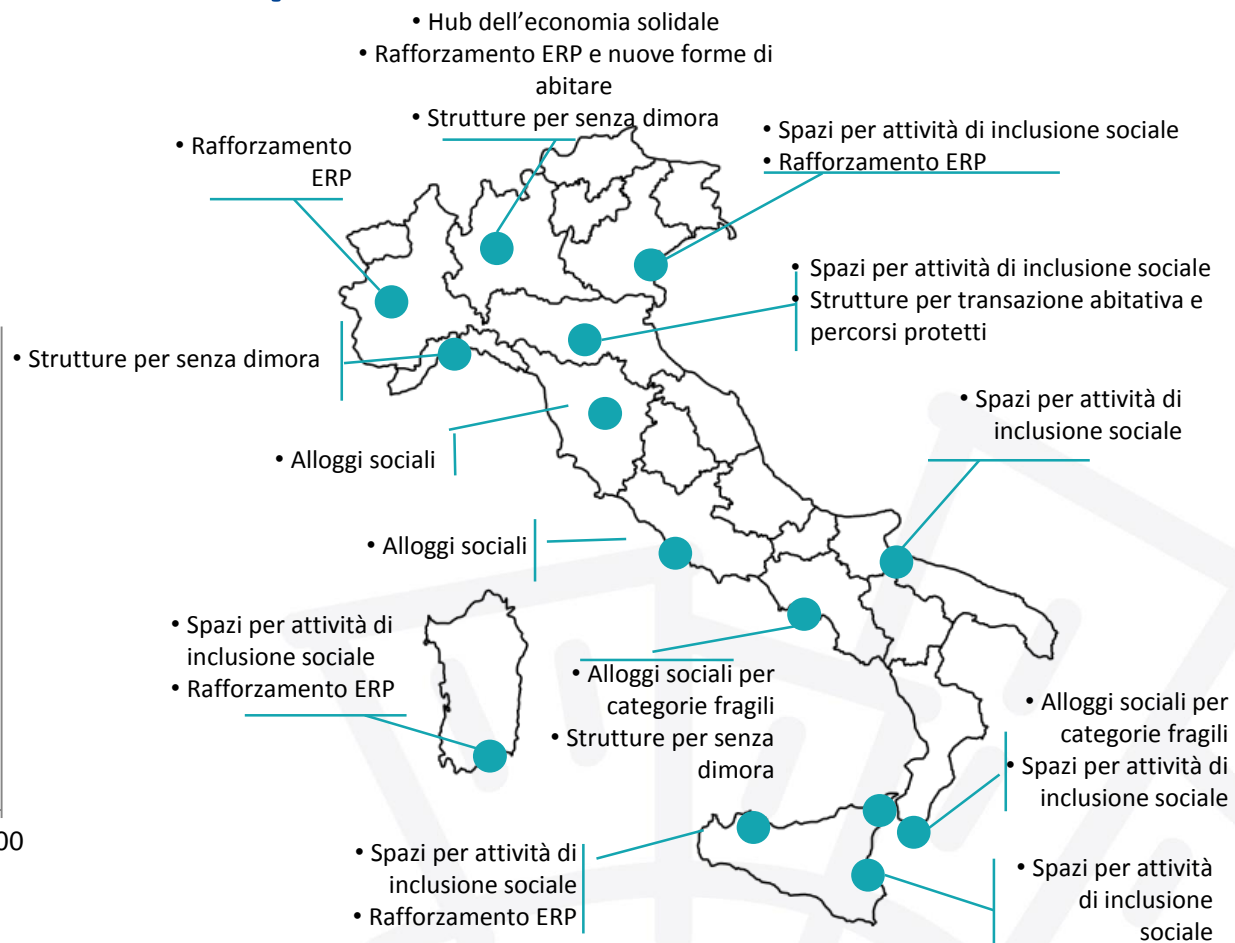 • Hub dell'economia solidale
• Rafforzamento ERP e nuove forme di
abitare
• Strutture per senza dimora
• Rafforzamento
ERP
• Spazi per attività di inclusione sociale
• Rafforzamento ERP
• Spazi per attività di inclusione sociale
• Strutture per transazione abitativa e
percorsi protetti
• Strutture per senza dimora
• Spazi per attività di
inclusione sociale
• Alloggi sociali
• Alloggi sociali
• Spazi per attività di
inclusione sociale
• Rafforzamento ERP
• Alloggi sociali per
categorie fragili
• Strutture per senza
dimora
• Alloggi sociali per
categorie fragili
• Spazi per attività di
inclusione sociale
00
• Spazi per attività di
inclusione sociale
• Rafforzamento ERP
• Spazi per attività
di inclusione
sociale